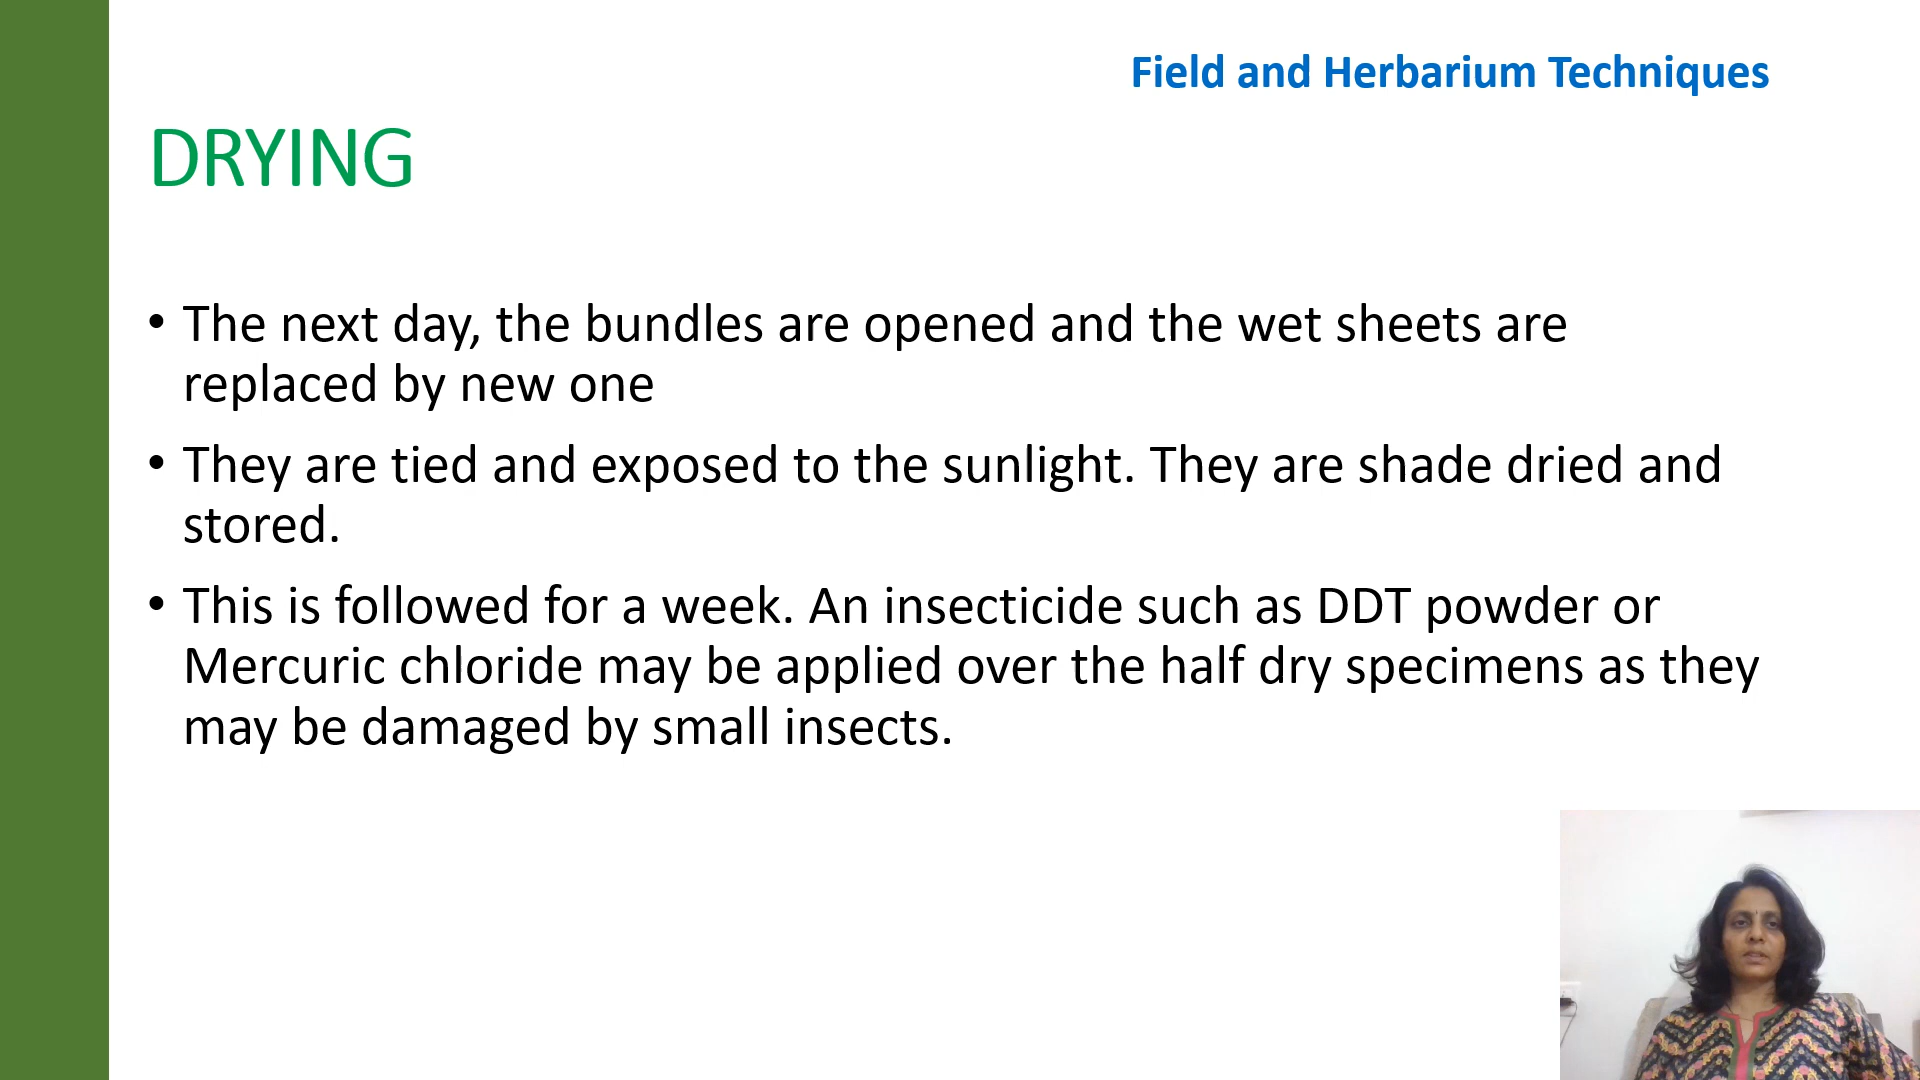 Field and Herbarium Techniques
DRYING
• The next day, the bundles are opened and the wet sheets are
replaced by new one
• They are tied and exposed to the sunlight. They are shade dried and
stored.
• This is followed for a week. An insecticide such as DDT powder or
Mercuric chloride may be applied over the half dry specimens as they
may be damaged by small insects.